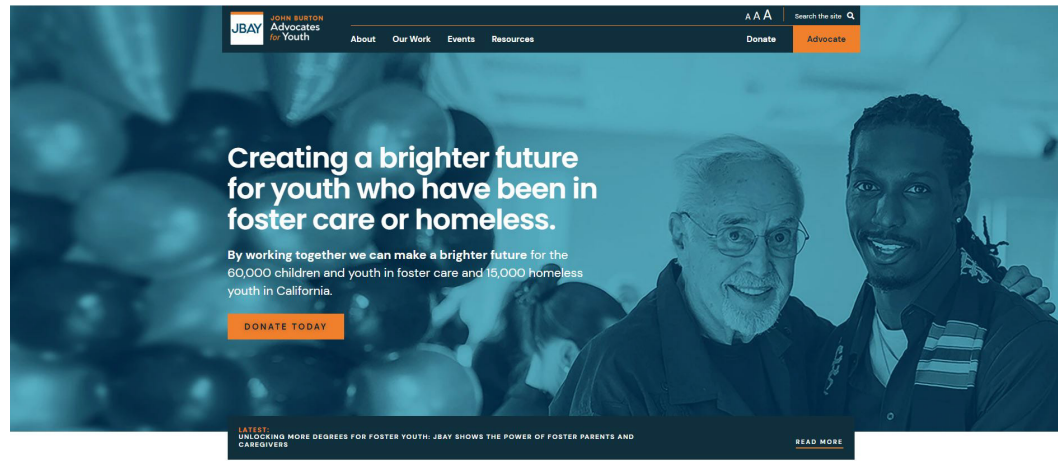 JBAY
JOHN BURTON
Advocates
for Youth
A A A
Search the site
About Our Work Events Resources
Donate
Advocate
Creating a brighter future
for youth who have been in
foster care or homeless.
By working together we can make a brighter future for the
60,000 children and youth in foster care and 15,000 homeless
youth in California.
DONATE TODAY
LATEST:
UNLOCKING MORE DEGREES FOR FOSTER YOUTH: JBAY SHOWS THE POWER OF FOSTER PARENTS AND
CAREGIVERS
READ MORE